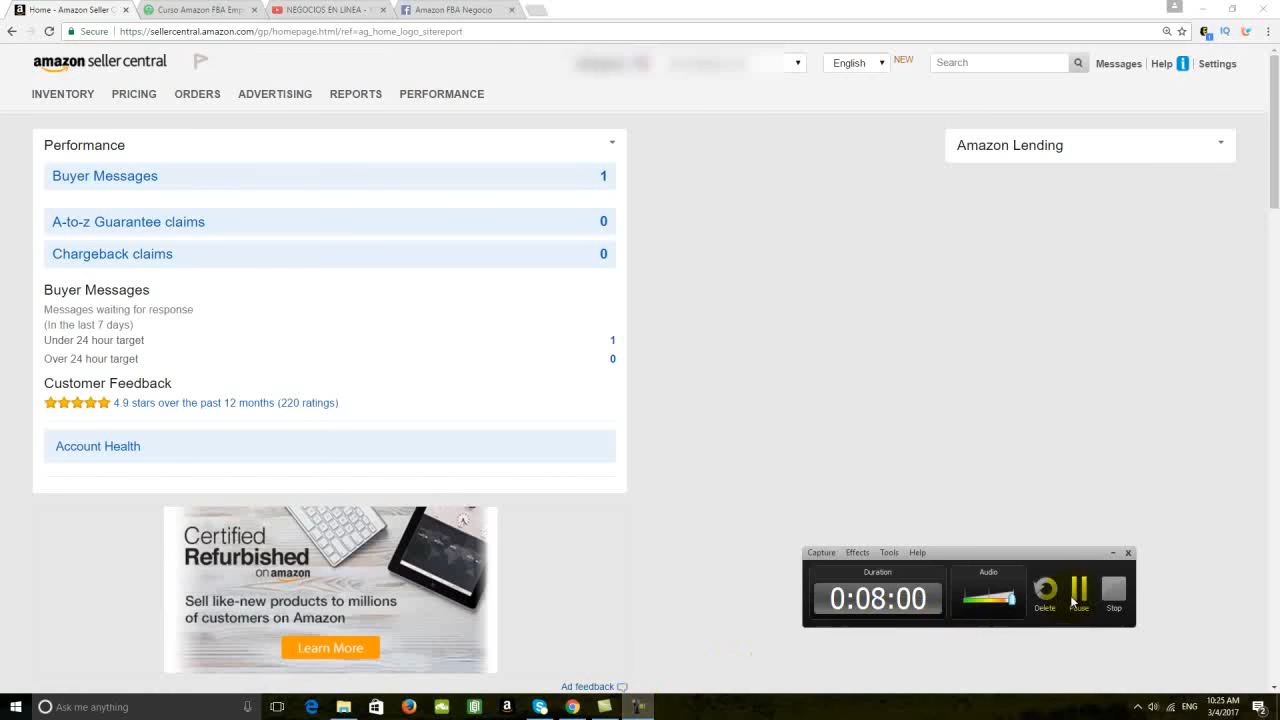 Home - Amazon Seller C
Curso Amazon FBA Emp
NEGOCIOS EN LINEA - Y
Amazon FBA Negocio
Secure
https://sellercentral.amazon.com/gp/homepage.html/ref=ag_home_logo_sitereport
amazon seller central
English
NEW
Search
Messages
Help
Settings
INVENTORY
PRICING
ORDERS
ADVERTISING
REPORTS
PERFORMANCE
Performance
Buyer Messages 1
A-to-z Guarantee claims 0
Chargeback claims 0
Buyer Messages
Messages waiting for response
(In the last 7 days)
Under 24 hour target 1
Over 24 hour target 0
Customer Feedback
4.9 stars over the past 12 months (220 ratings)
Account Health
Amazon Lending
Certified
Refurbished
on amazon
Sell like-new products to millions
of customers on Amazon
Learn More
Ad feedback
Capture Effects Tools Help
Duration
Audio
0:08:00
Delete
Pause
Stop
Ask me anything
ENG
10:25 AM
3/4/2017